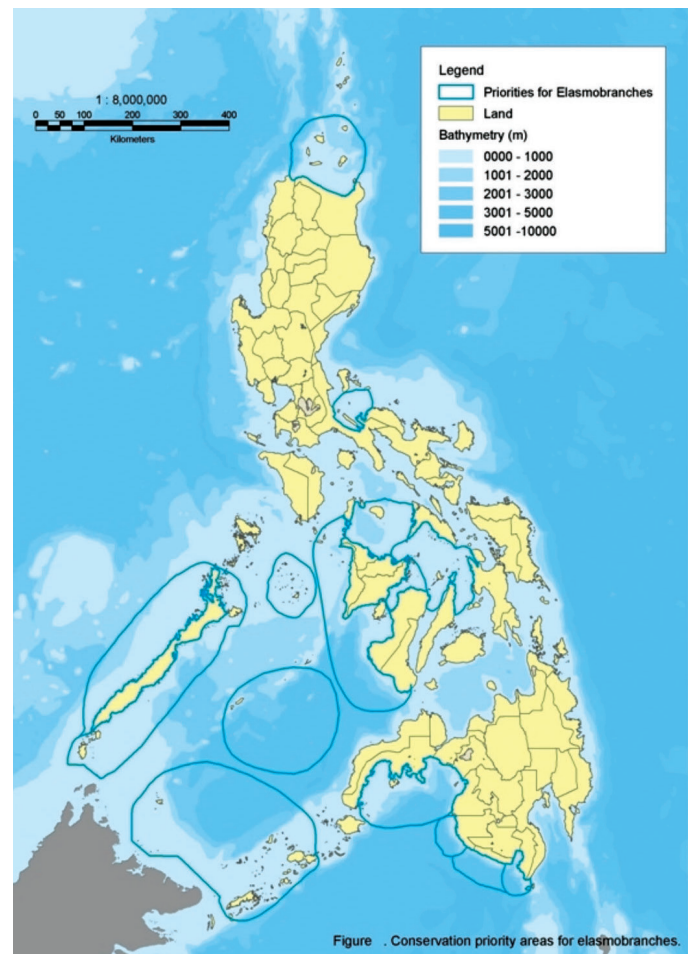 1 : 8,000,000
0 50 100 200 300 400
Kilometers
Legend
Priorities for Elasmobranches
Land
Bathymetry (m)
0000 - 1000
1001 - 2000
2001 - 3000
3001 - 5000
5001 -10000
Figure . Conservation priority areas for elasmobranches.